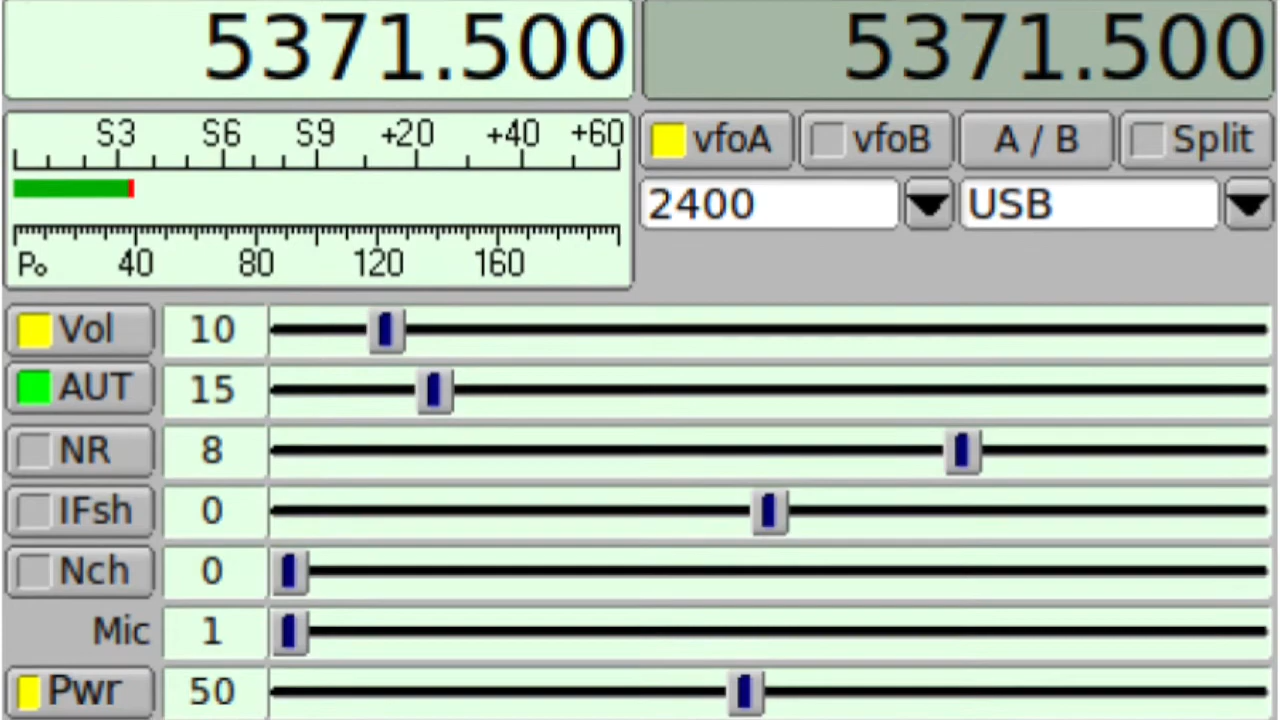 5371.500 5371.500
S3 S6 S9 +20 +40 +60
vfoA vfoB A / B Split
2400 USB
Po 40 80 120 160
Vol 10
AUT 15
NR 8
IFsh 0
Nch 0
Mic 1
Pwr 50